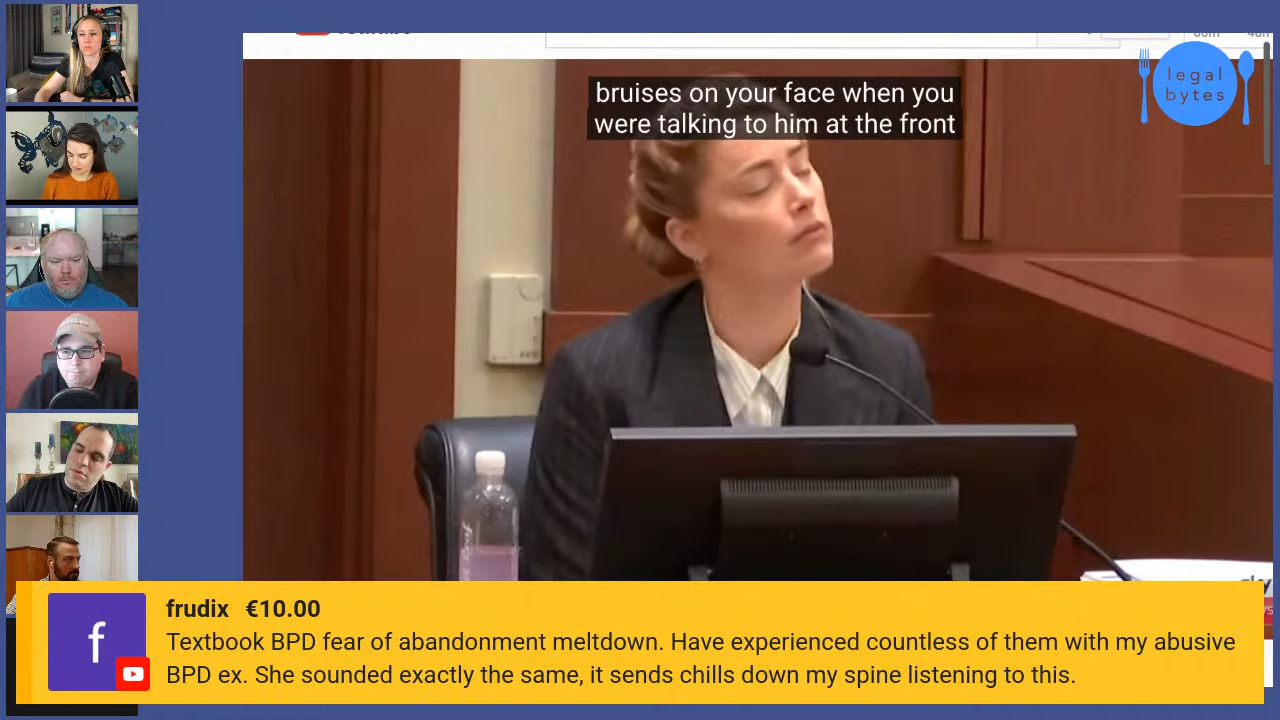 legal
bytes
bruises on your face when you
were talking to him at the front
f
frudix €10.00
Textbook BPD fear of abandonment meltdown. Have experienced countless of them with my abusive
BPD ex. She sounded exactly the same, it sends chills down my spine listening to this.